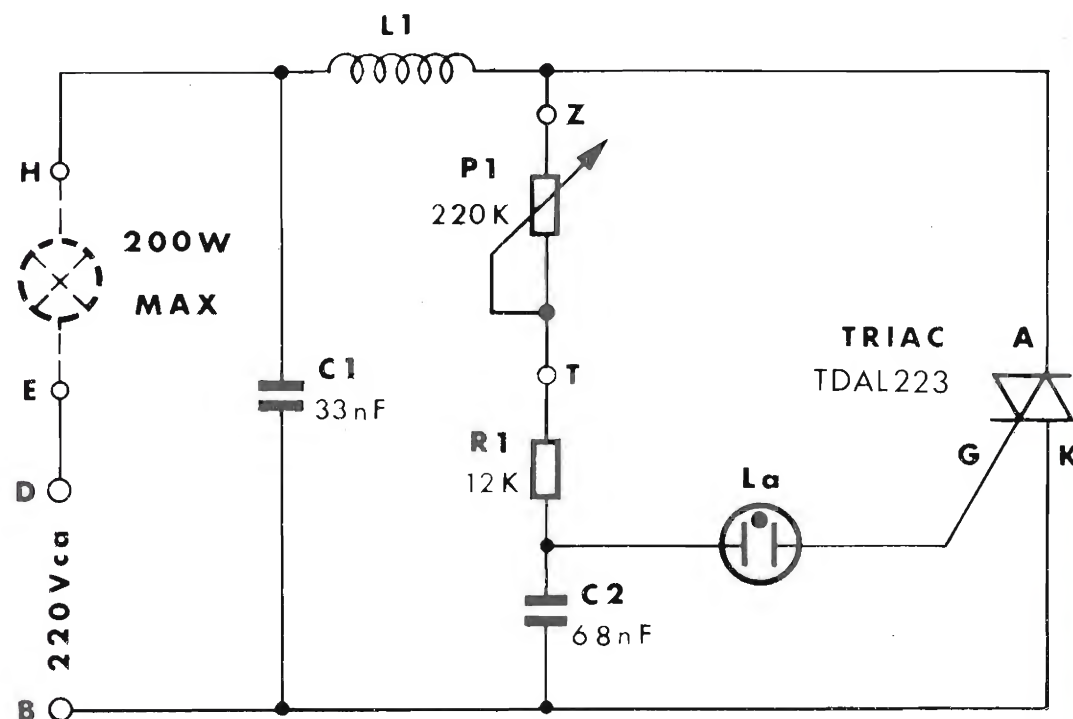 L1
Z
H
P1
220K
200W
MAX
TRIAC
A
TDAL223
E
C1
33nF
T
R1
12K
G
K
La
D
220Vca
C2
68nF
B